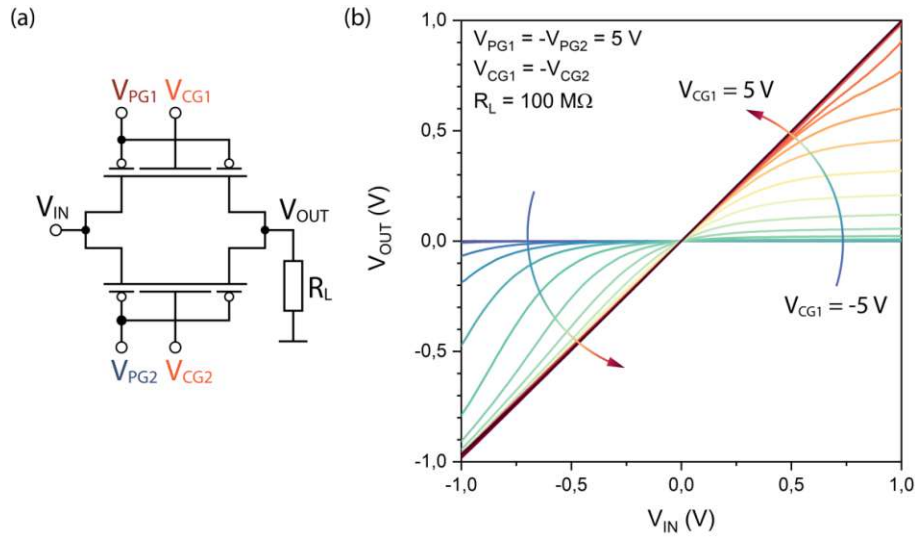 (a)
V_PG1 V_CG1
V_IN
V_OUT
R_L
V_PG2 V_CG2
(b)
V_PG1 = -V_PG2 = 5 V
V_CG1 = -V_CG2
R_L = 100 MΩ
V_CG1 = 5 V
V_CG1 = -5 V
V_OUT (V)
1,0
0,5
0,0
-0,5
-1,0
-1,0 -0,5 0,0 0,5 1,0
V_IN (V)